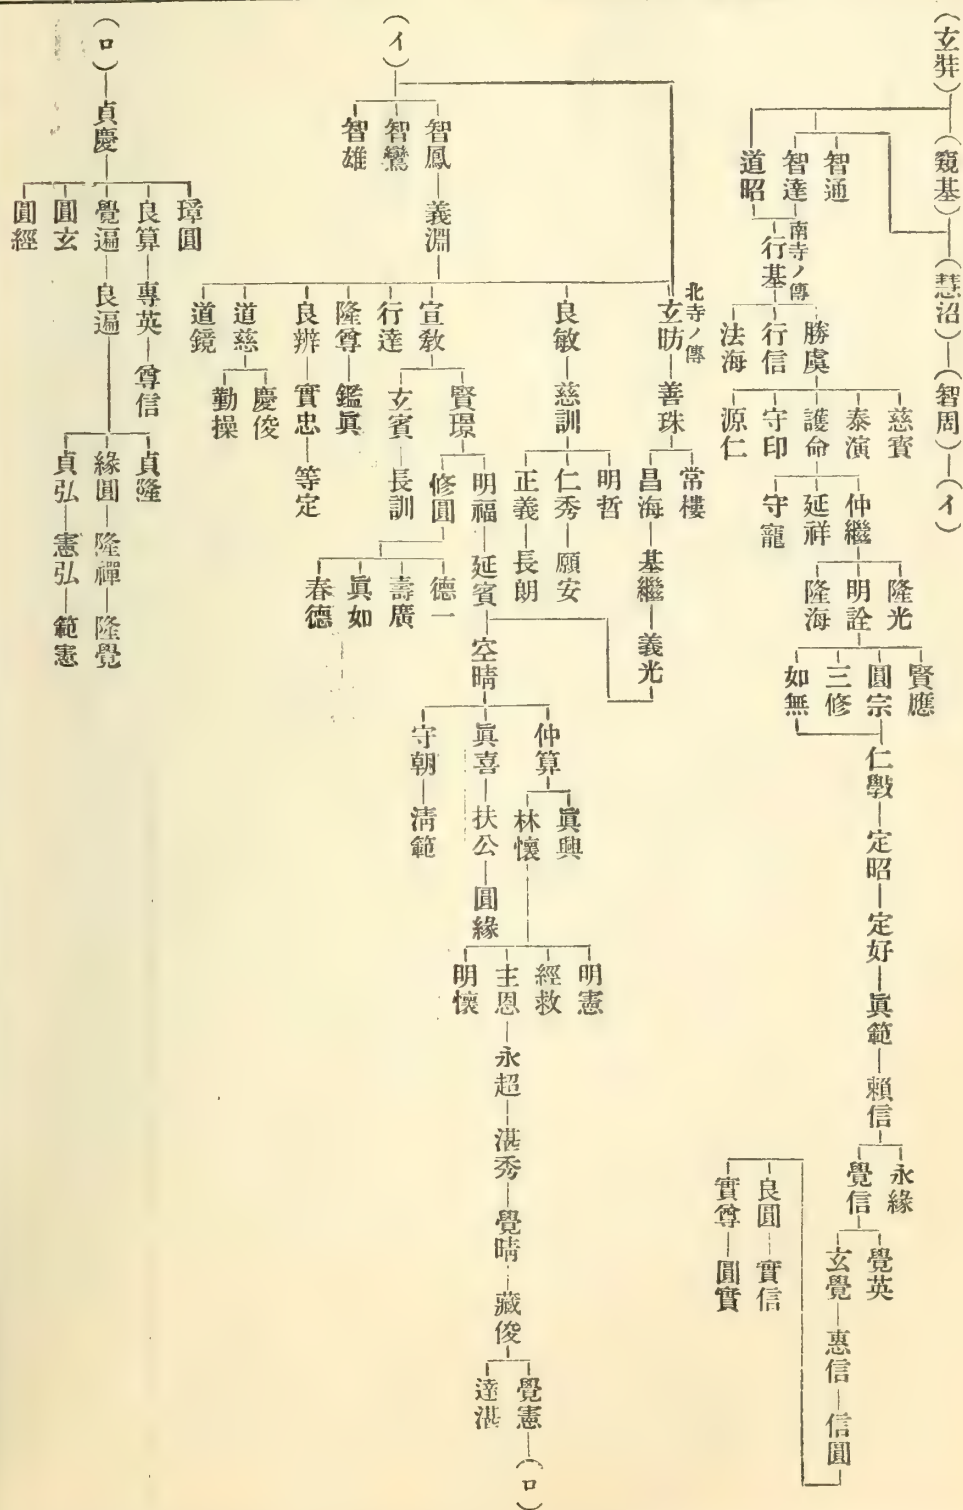 (玄弉)
(窺基)
(慧沼)
(智周)
(イ)
智通
智達
道昭
南寺ノ傳
行基
勝虞
行信
法海
慈寶
泰演
護命
守印
源仁
仲繼
延祥
守寵
隆光
明詮
隆海
賢應
圓宗
三修
如無
仁斅
定昭
定好
眞範
賴信
永緣
覺信
覺英
玄覺
惠信
信圓
良圓
實信
實尊
圓實
(イ)
智鳳
智鸞
智雄
義淵
北寺ノ傳
玄昉
善珠
常樓
昌海
基繼
義光
良敏
慈訓
明哲
仁秀
願安
正義
長朗
宣敎
賢璟
明福
延賓
空晴
修圓
德一
壽廣
眞如
春德
玄賓
長訓
行達
隆尊
鑑眞
良辨
實忠
等定
道慈
慶俊
勤操
道鏡
仲算
眞興
林懷
眞喜
扶公
圓緣
守朝
淸範
明憲
經救
主恩
永超
湛秀
覺晴
藏俊
明懷
覺憲
(ロ)
達湛
(ロ)
貞慶
璋圓
良算
專英
尊信
覺遍
良遍
圓玄
圓經
貞隆
緣圓
隆禪
隆覺
貞弘
憲弘
範憲